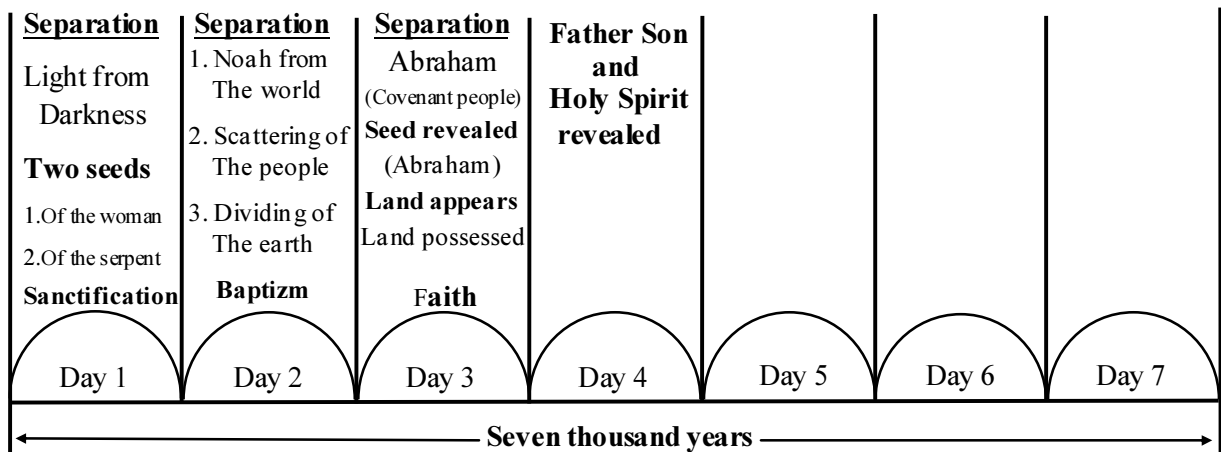 Separation
Light from
Darkness
Two seeds
1.Of the woman
2.Of the serpent
Sanctification
Separation
1. Noah from
The world
2. Scattering of
The people
3. Dividing of
The earth
Baptizm
Separation
Abraham
(Covenant people)
Seed revealed
(Abraham)
Land appears
Land possessed
Faith
Father Son
and
Holy Spirit
revealed
Day 1
Day 2
Day 3
Day 4
Day 5
Day 6
Day 7
Seven thousand years